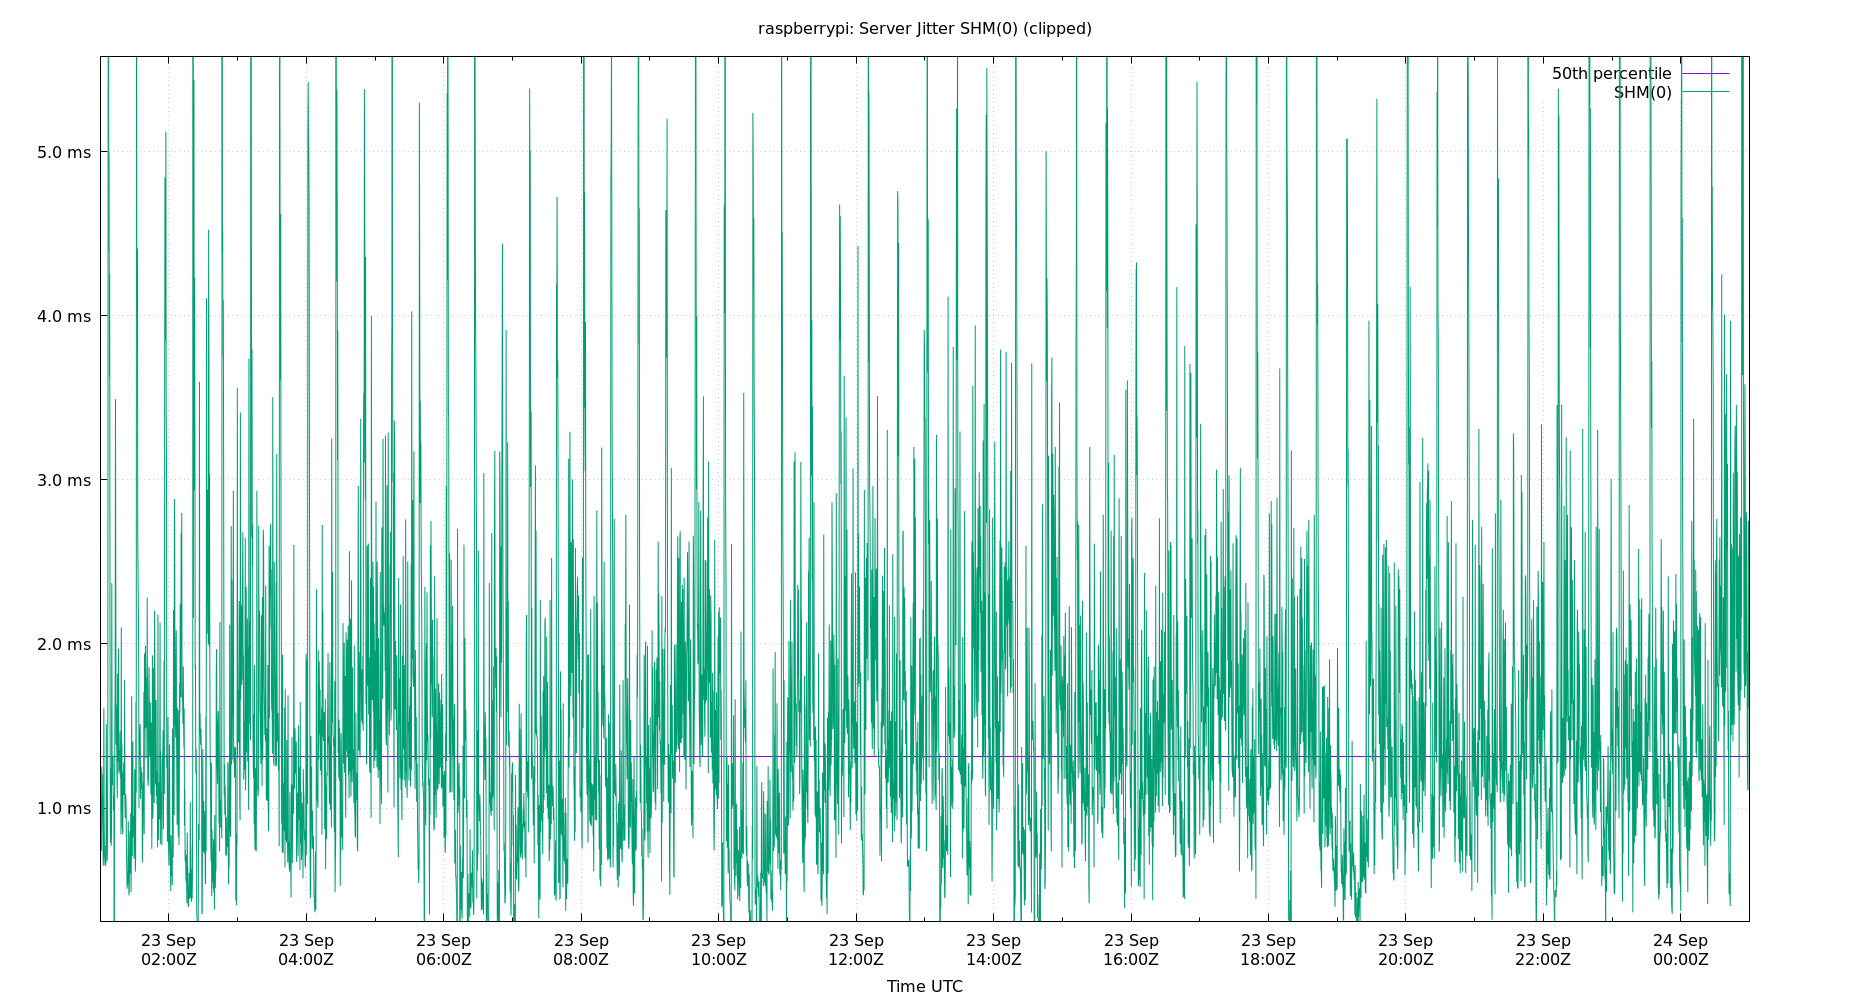 raspberrypi: Server Jitter SHM(0) (clipped)
50th percentile
SHM(0)
5.0 ms
4.0 ms
3.0 ms
2.0 ms
1.0 ms
23 Sep 23 Sep 23 Sep 23 Sep 23 Sep 23 Sep 23 Sep 23 Sep 23 Sep 23 Sep 23 Sep 24 Sep
02:00Z 04:00Z 06:00Z 08:00Z 10:00Z 12:00Z 14:00Z 16:00Z 18:00Z 20:00Z 22:00Z 00:00Z
Time UTC